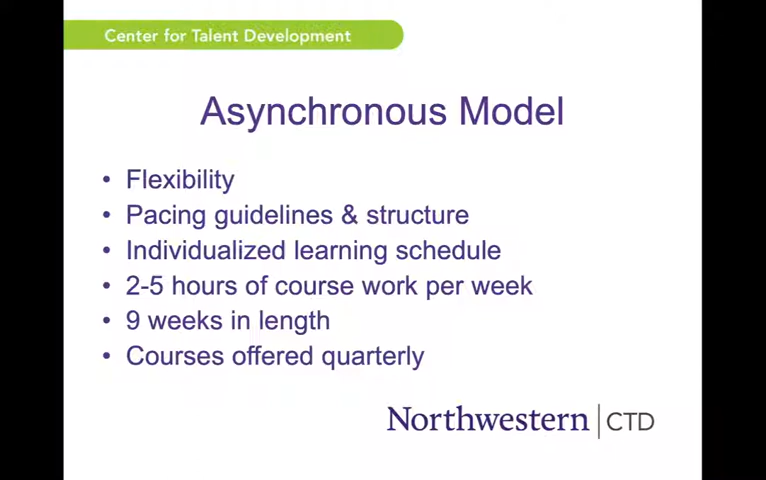 Center for Talent Development
Asynchronous Model
• Flexibility
• Pacing guidelines & structure
• Individualized learning schedule
• 2-5 hours of course work per week
• 9 weeks in length
• Courses offered quarterly
Northwestern | CTD